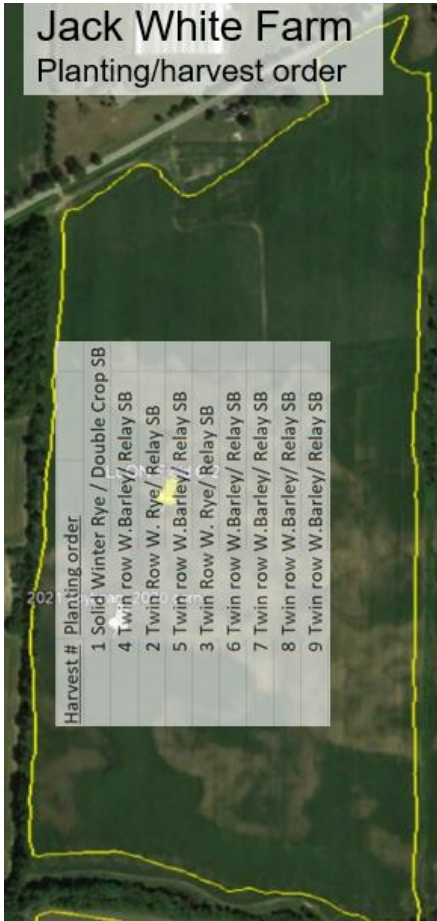 Jack White Farm
Planting/harvest order
Harvest # Planting order
1 Solid Winter Rye / Double Crop SB
4 Twin row W.Barley/ Relay SB
2 Twin Row W. Rye/ Relay SB
5 Twin row W.Barley/ Relay SB
3 Twin Row W. Rye/ Relay SB
6 Twin row W.Barley/ Relay SB
7 Twin row W.Barley/ Relay SB
8 Twin row W.Barley/ Relay SB
9 Twin row W.Barley/ Relay SB